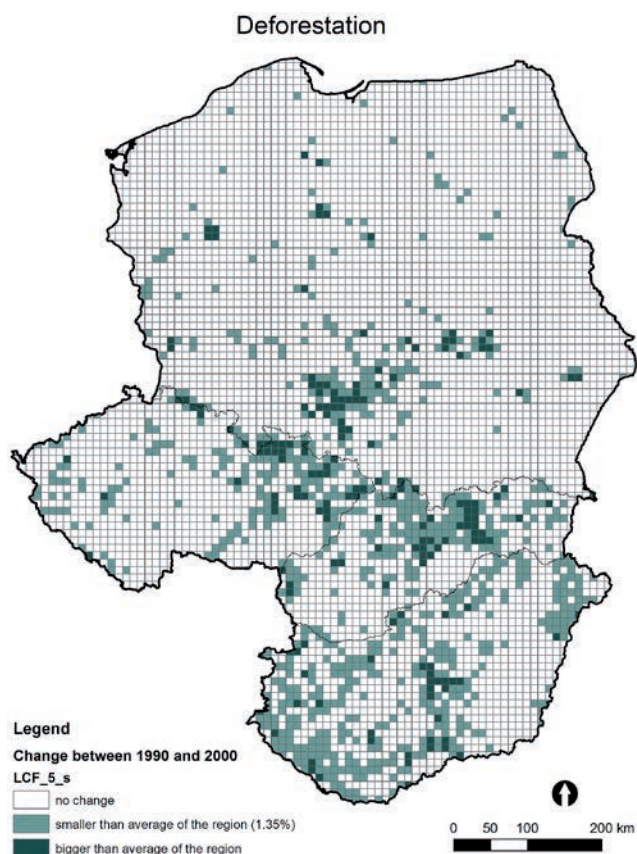 Deforestation
Legend
Change between 1990 and 2000
LCF_5_s
no change
smaller than average of the region (1.35%)
bigger than average of the region
0 50 100 200 km